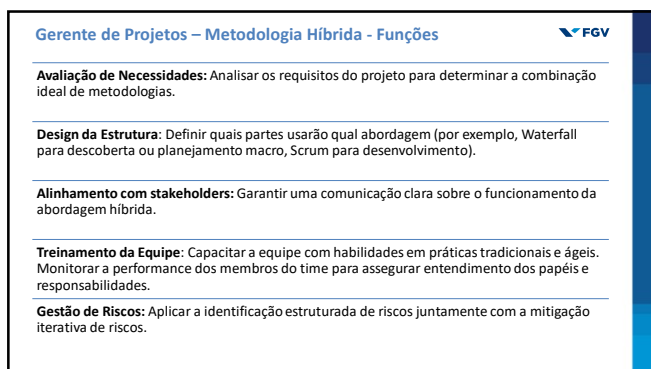 Gerente de Projetos – Metodologia Híbrida - Funções
FGV
Avaliação de Necessidades: Analisar os requisitos do projeto para determinar a combinação
ideal de metodologias.
Design da Estrutura: Definir quais partes usarão qual abordagem (por exemplo, Waterfall
para descoberta ou planejamento macro, Scrum para desenvolvimento).
Alinhamento com stakeholders: Garantir uma comunicação clara sobre o funcionamento da
abordagem híbrida.
Treinamento da Equipe: Capacitar a equipe com habilidades em práticas tradicionais e ágeis.
Monitorar a performance dos membros do time para assegurar entendimento dos papéis e
responsabilidades.
Gestão de Riscos: Aplicar a identificação estruturada de riscos juntamente com a mitigação
iterativa de riscos.